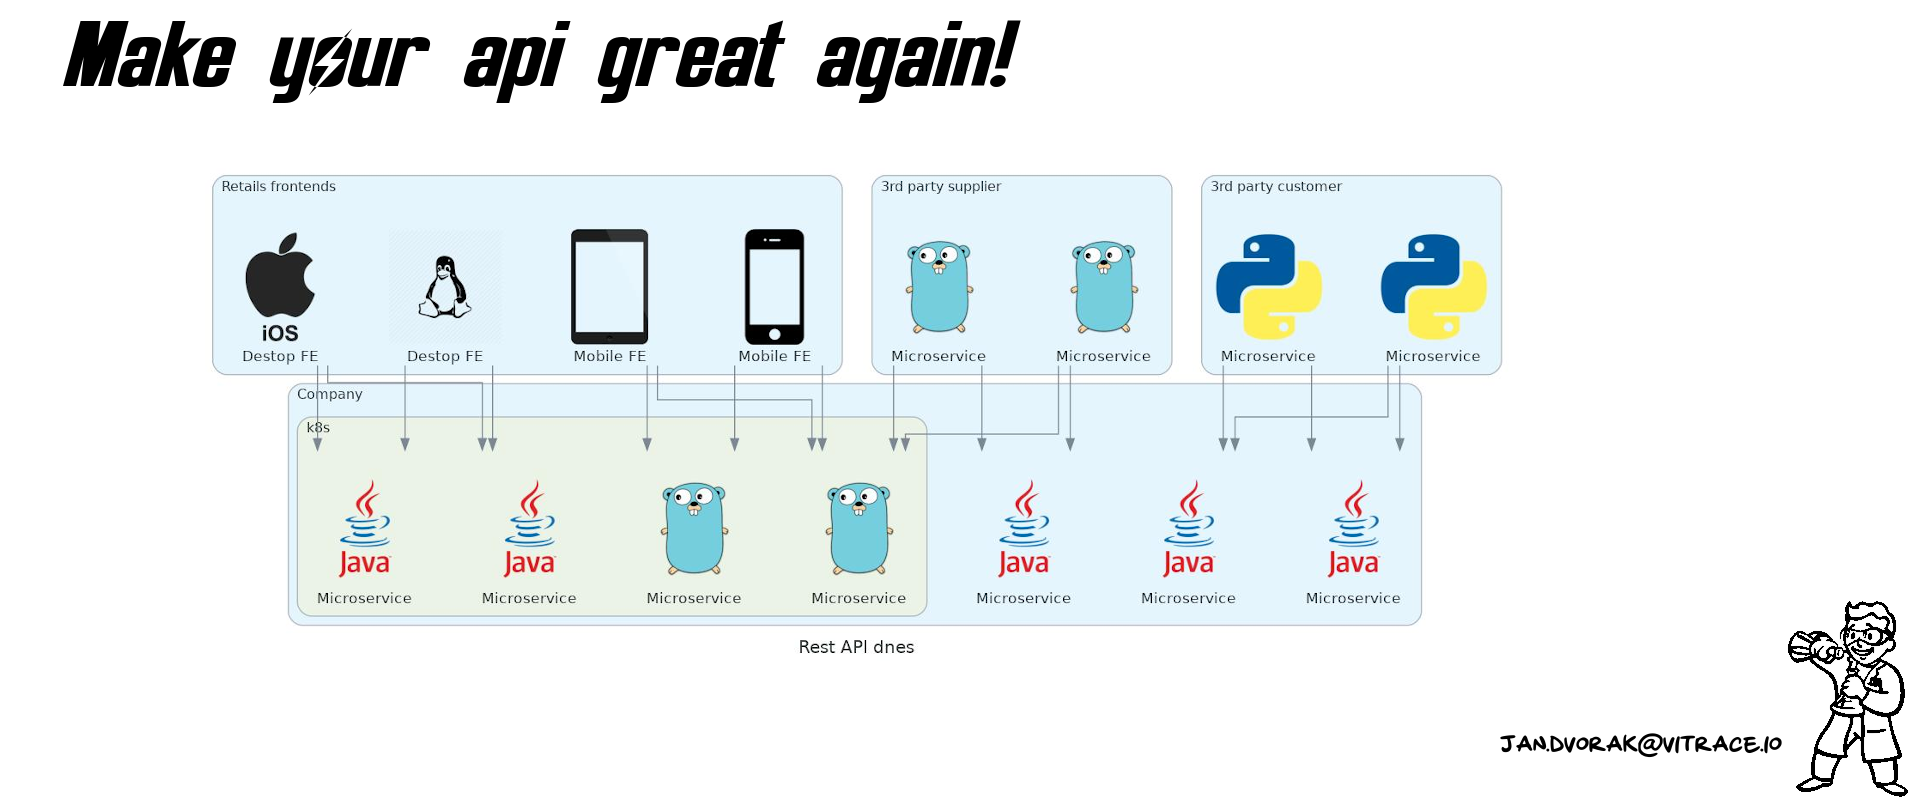 Make your api great again!
Retails frontends
3rd party supplier
3rd party customer
iOS
Destop FE
Destop FE
Mobile FE
Mobile FE
Microservice
Microservice
Microservice
Microservice
Company
k8s
Java
Java
Java
Java
Java
Microservice
Microservice
Microservice
Microservice
Microservice
Microservice
Microservice
Rest API dnes
JAN.DVORAK@VITRACE.IO